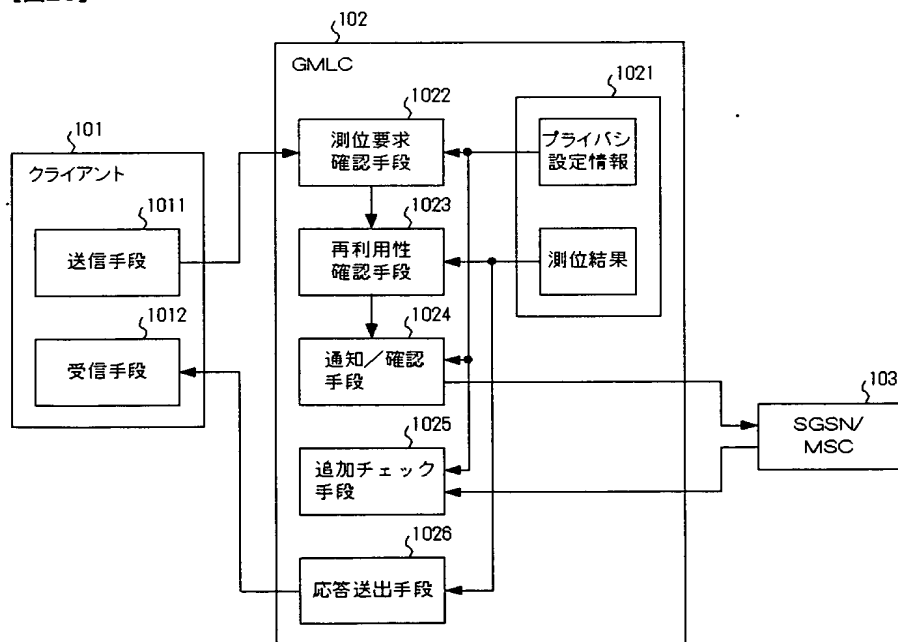 102
GMLC
1021
1022
測位要求
確認手段
プライバシ
設定情報
101
クライアント
1011
送信手段
1023
再利用性
確認手段
測位結果
1012
受信手段
1024
通知/確認
手段
103
SGSN/
MSC
1025
追加チェック
手段
1026
応答送出手段